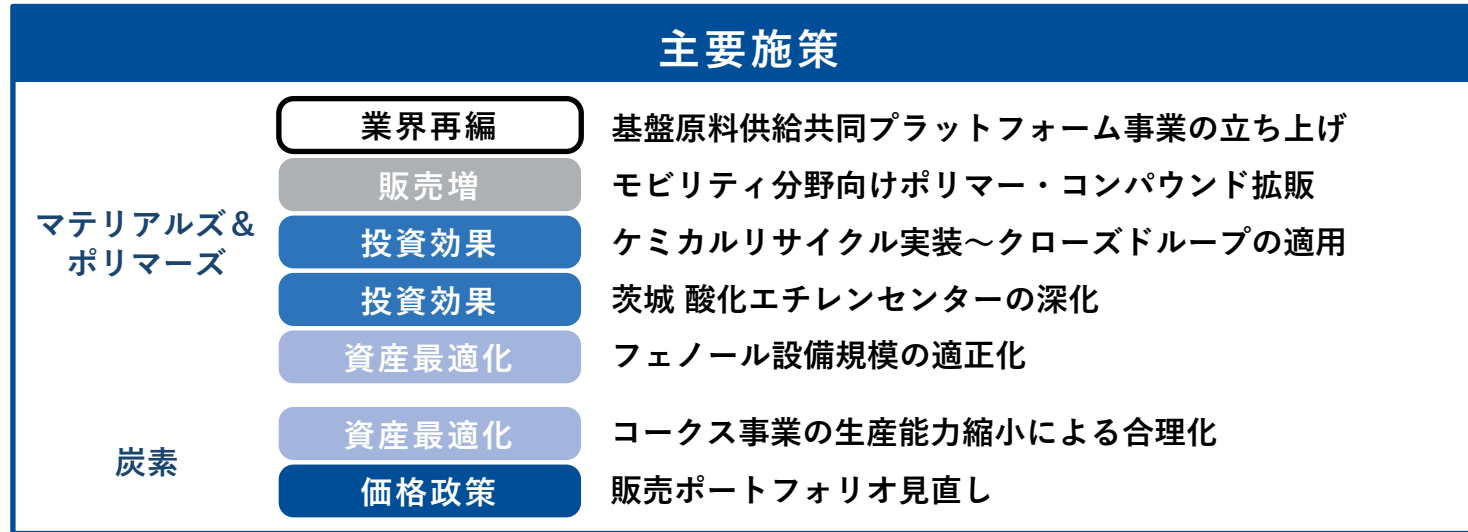 主要施策
マテリアルズ＆
ポリマーズ
業界再編 基盤原料供給共同プラットフォーム事業の立ち上げ
販売増 モビリティ分野向けポリマー・コンパウンド拡販
投資効果 ケミカルリサイクル実装～クローズドループの適用
投資効果 茨城 酸化エチレンセンターの深化
資産最適化 フェノール設備規模の適正化
炭素
資産最適化 コークス事業の生産能力縮小による合理化
価格政策 販売ポートフォリオ見直し